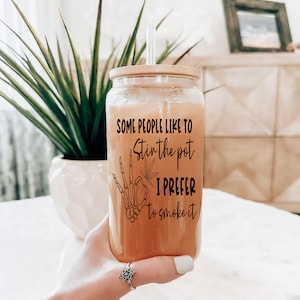 SOME PEOPLE LIKE TO
Stir the pot
I PREFER
to smoke it